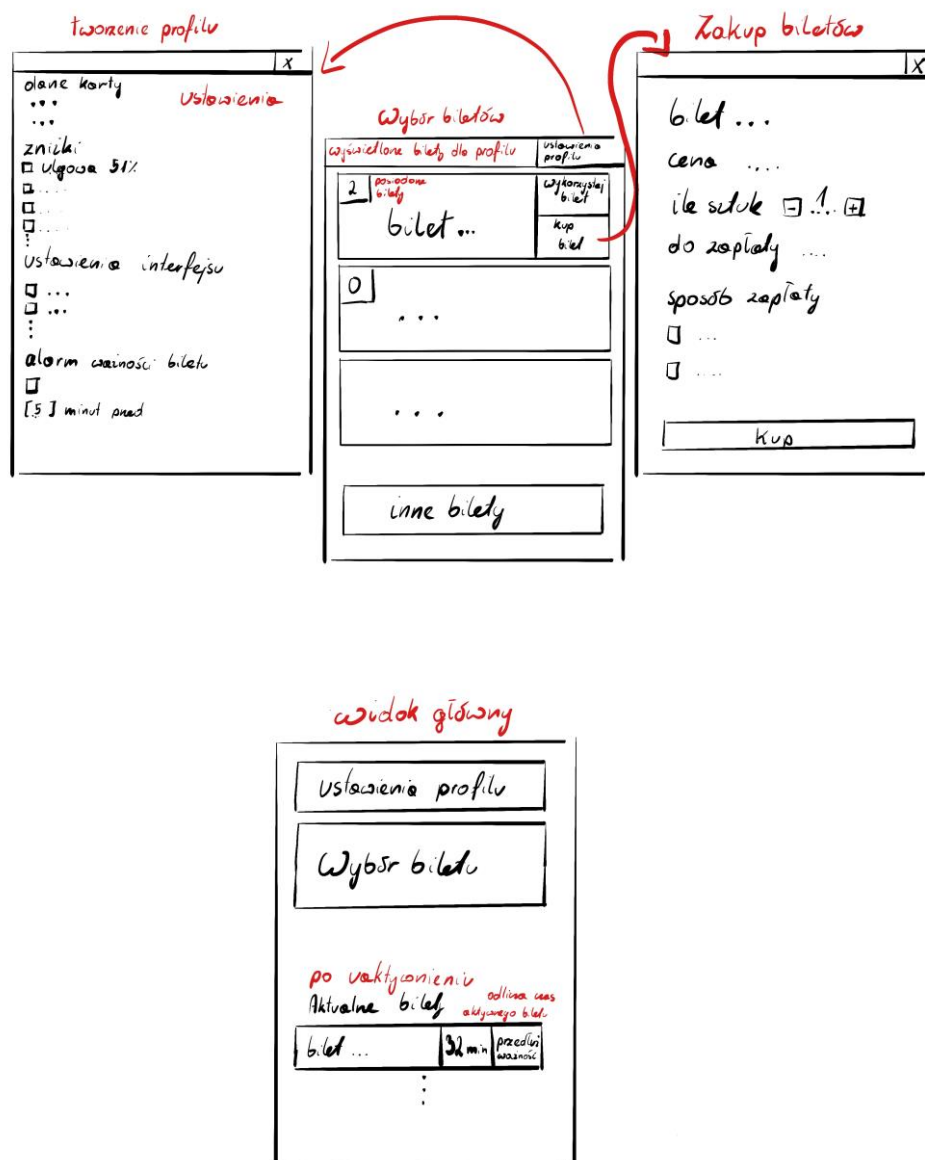 tworzenie profilu
X
dane karty
...
...
ustawienia
zniżki
ulgowa 51%
....
....
....
ustawienia interfejsu
...
...
alarm ważności biletu
[5] minut przed
Wybór biletów
wyświetlone bilety dla profilu
ustawienia profilu
2
posiadane bilety
bilet...
wykorzystaj bilet
kup bilet
0
...
...
inne bilety
Zakup biletów
X
bilet ...
cena ....
ile sztuk - .1.. +
do zapłaty ....
sposób zapłaty
...
....
kup
widok główny
ustawienia profilu
Wybór biletu
po uaktywnieniu
Aktualne bilety
odlicza czas
aktywnego biletu
bilet ...
32 min
przedłuż
ważność